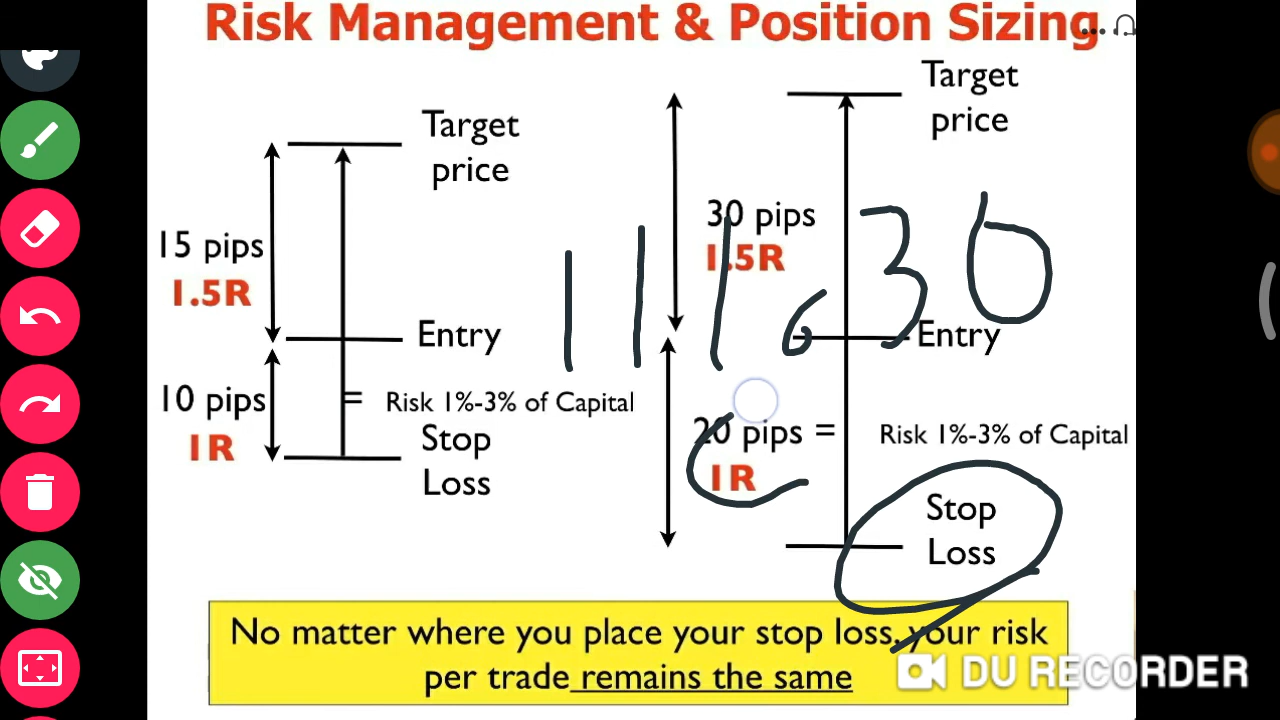 Risk Management & Position Sizing
Target
price
15 pips
1.5R
Entry
10 pips
1R
= Risk 1%-3% of Capital
Stop
Loss
Target
price
30 pips
1.5R
111.30
Entry
20 pips =
1R
Risk 1%-3% of Capital
Stop
Loss
No matter where you place your stop loss, your risk
per trade remains the same
DU RECORDER